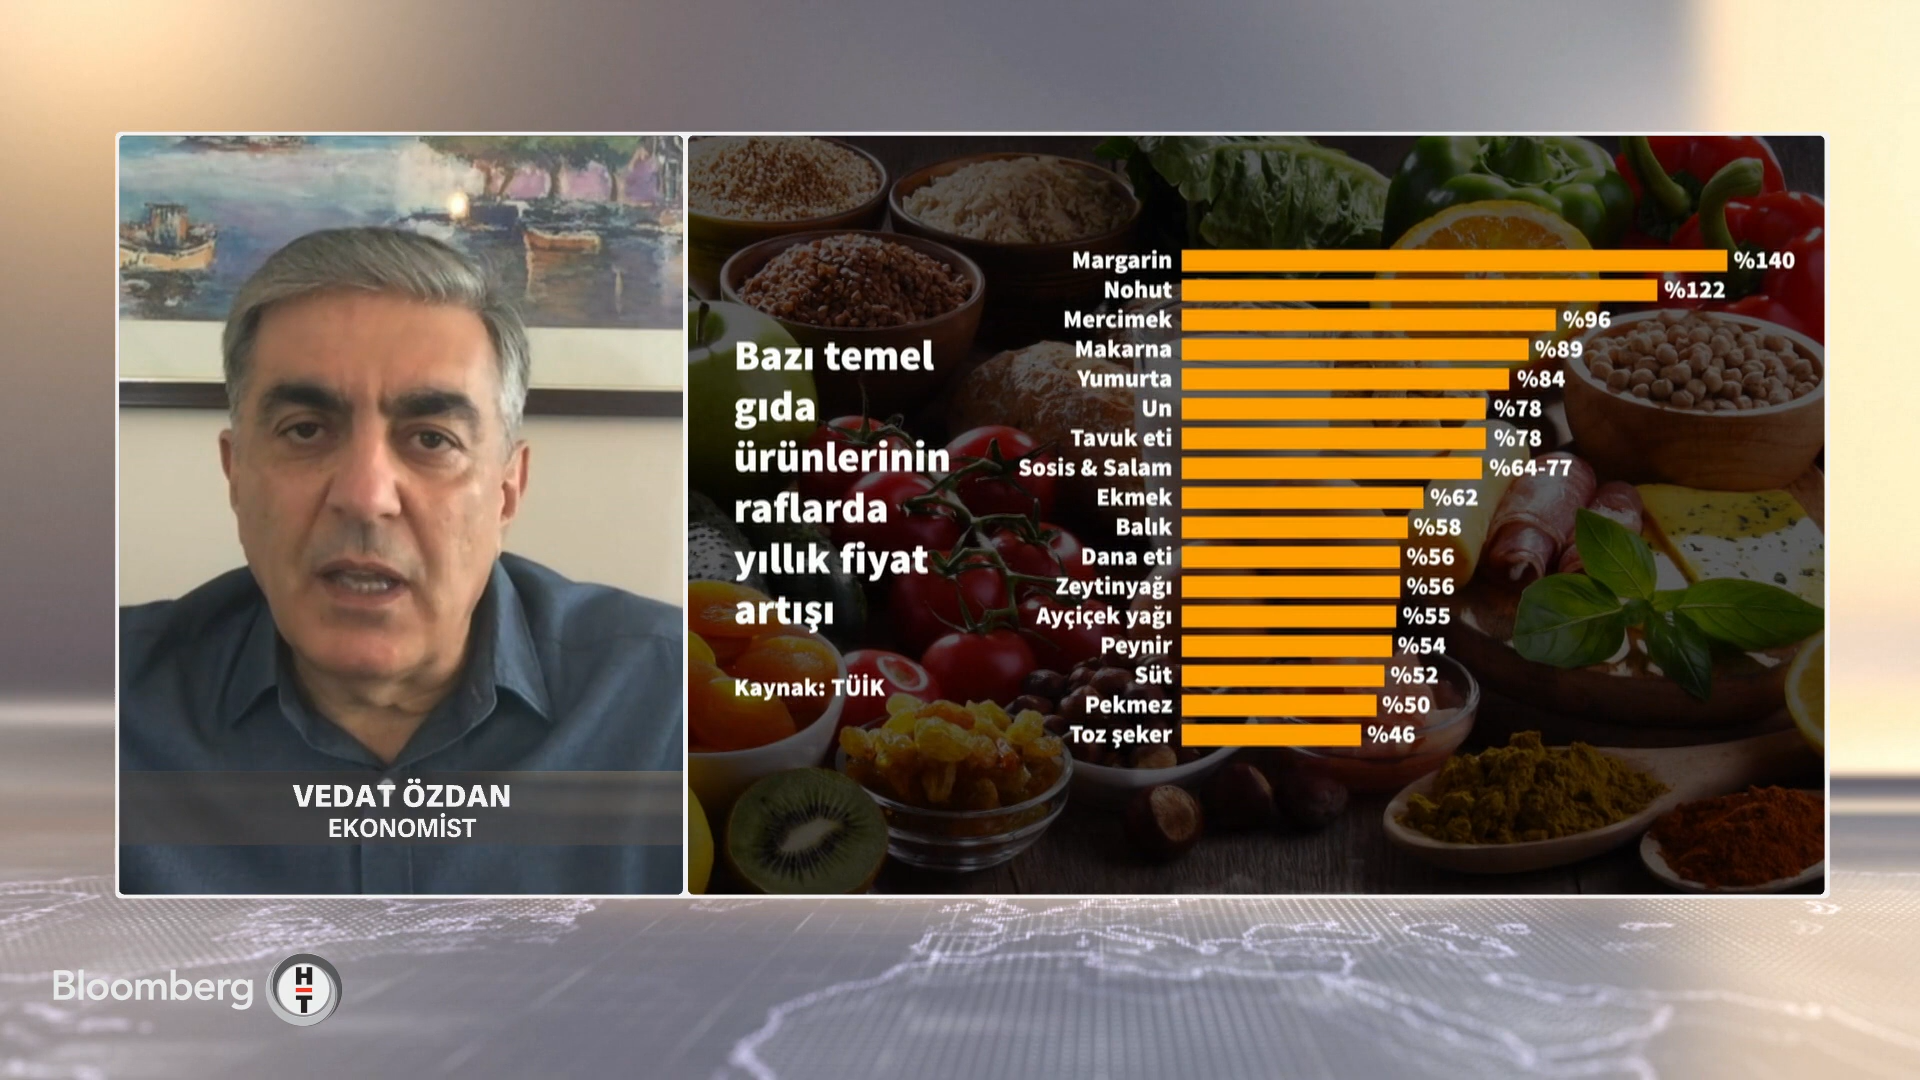 VEDAT ÖZDAN
EKONOMİST
Bazı temel
gıda
ürünlerinin
raflarda
yıllık fiyat
artışı
Kaynak: TÜİK
Margarin %140
Nohut %122
Mercimek %96
Makarna %89
Yumurta %84
Un %78
Tavuk eti %78
Sosis & Salam %64-77
Ekmek %62
Balık %58
Dana eti %56
Zeytinyağı %56
Ayçiçek yağı %55
Peynir %54
Süt %52
Pekmez %50
Toz şeker %46
Bloomberg HT